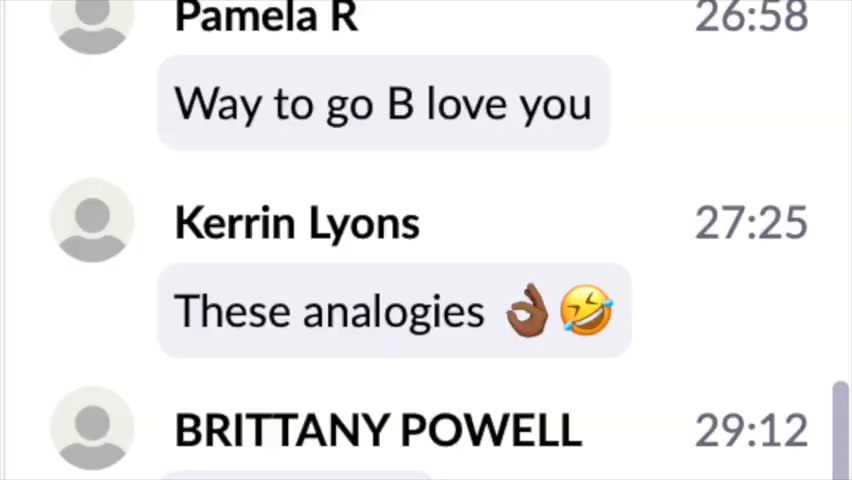 Pamela R 26:58
Way to go B love you
Kerrin Lyons 27:25
These analogies 👌🏾🤣
BRITTANY POWELL 29:12